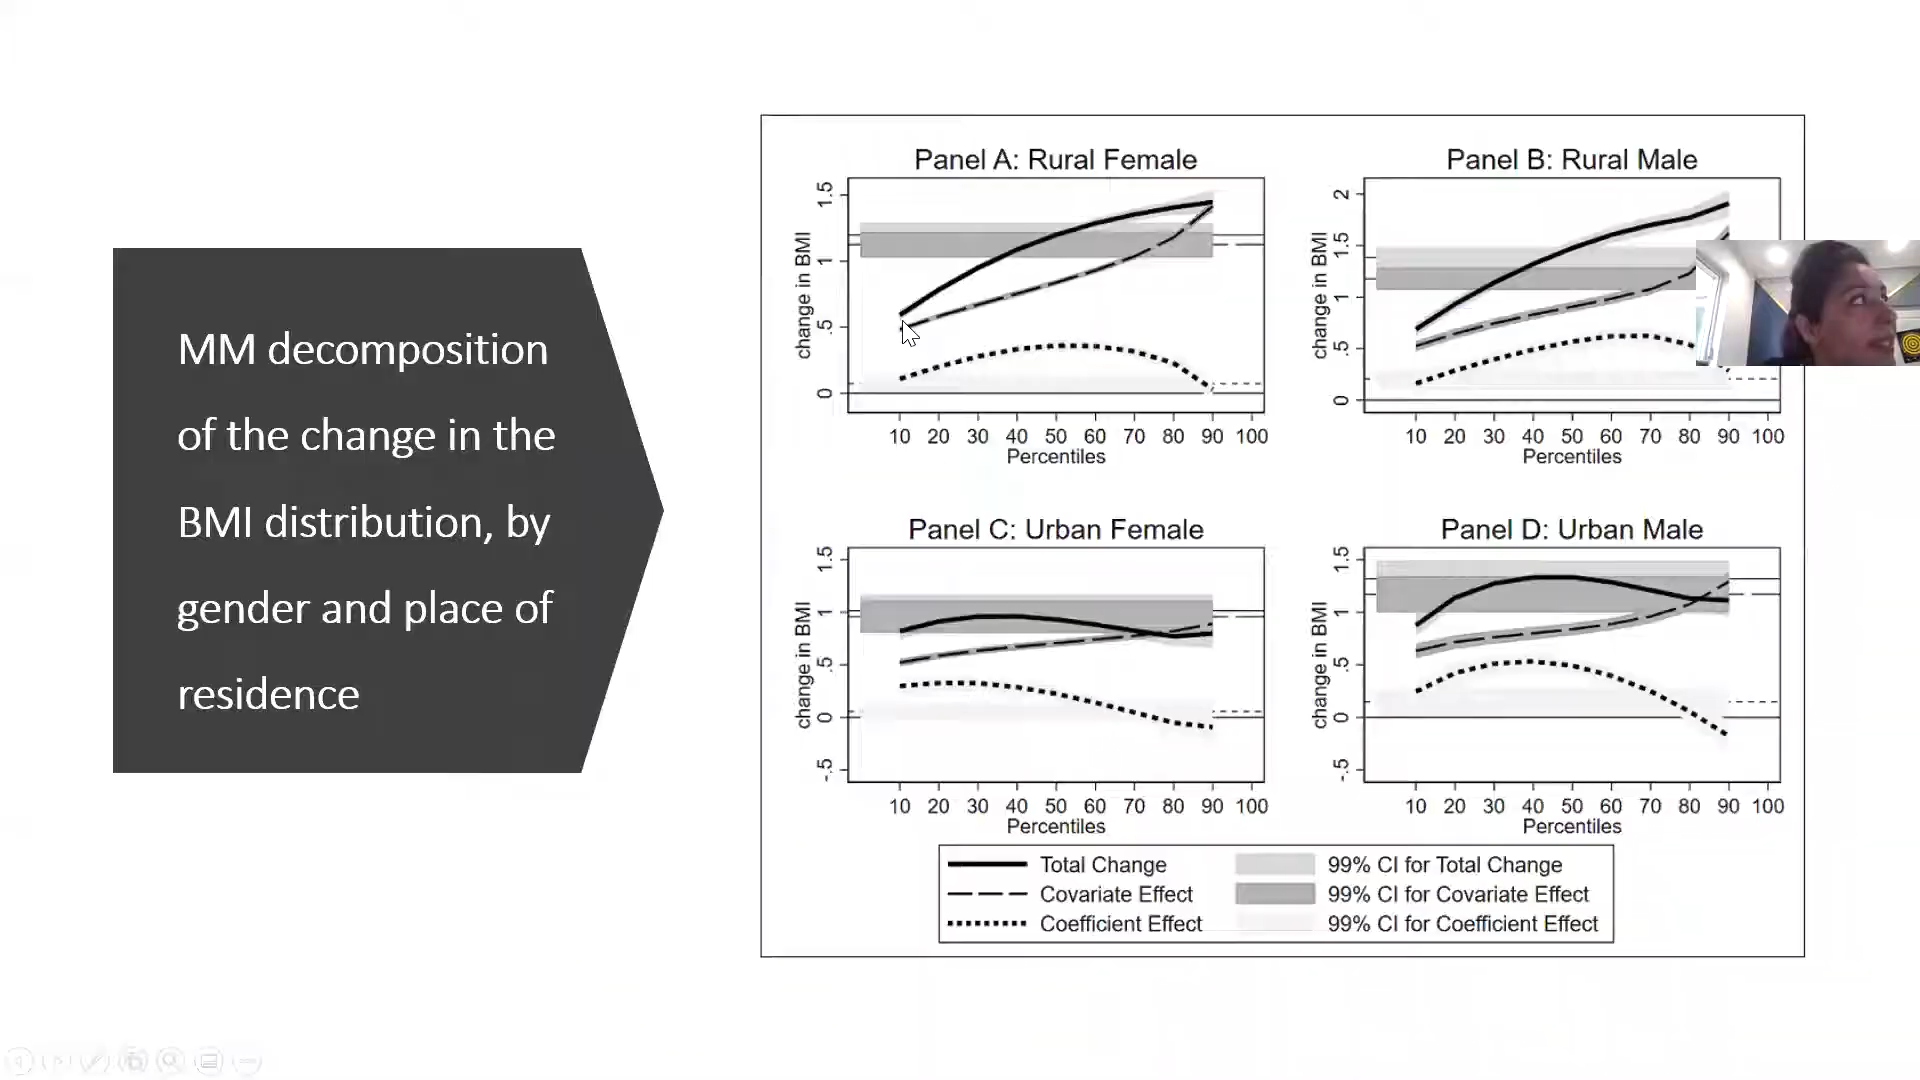 MM decomposition
of the change in the
BMI distribution, by
gender and place of
residence
Panel A: Rural Female
change in BMI
1.5
1
.5
0
10 20 30 40 50 60 70 80 90 100
Percentiles
Panel B: Rural Male
change in BMI
2
1.5
1
.5
0
10 20 30 40 50 60 70 80 90 100
Percentiles
Panel C: Urban Female
change in BMI
1.5
1
.5
0
-.5
10 20 30 40 50 60 70 80 90 100
Percentiles
Panel D: Urban Male
change in BMI
1.5
1
.5
0
-.5
10 20 30 40 50 60 70 80 90 100
Percentiles
Total Change
99% CI for Total Change
Covariate Effect
99% CI for Covariate Effect
Coefficient Effect
99% CI for Coefficient Effect